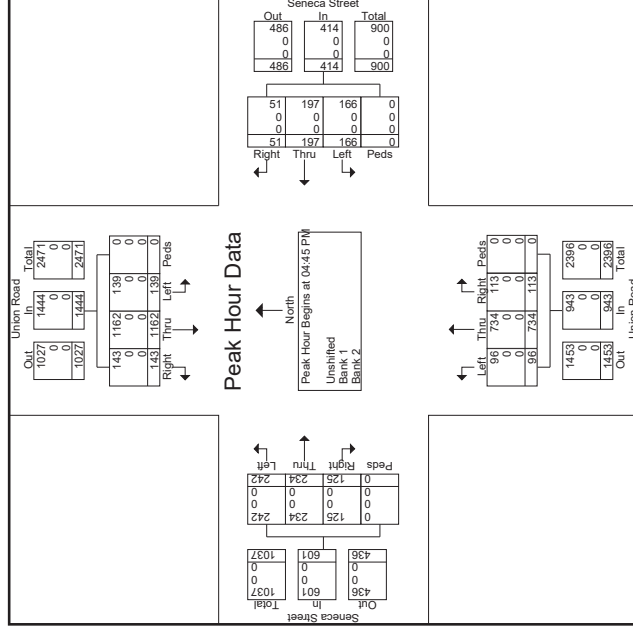 Seneca Street
Out In Total
486 414 900
0 0 0
0 0 0
486 414 900
51 197 166 0
0 0 0 0
0 0 0 0
51 197 166 0
Right Thru Left Peds
Union Road
Out In Total
1027 1444 2471
0 0 0
0 0 0
1027 1444 2471
143 1162 139 0
0 0 0 0
0 0 0 0
143 1162 139 0
Right Thru Left Peds
Peak Hour Data
North
Peak Hour Begins at 04:45 PM
Unshifted
Bank 1
Bank 2
Left Thru Right Peds
96 734 113 0
0 0 0 0
0 0 0 0
96 734 113 0
1453 943 2396
0 0 0
0 0 0
1453 943 2396
Out In Total
Union Road
Left Thru Right Peds
242 234 125 0
0 0 0 0
0 0 0 0
242 234 125 0
1037 601 436
0 0 0
0 0 0
1037 601 436
Total In Out
Seneca Street